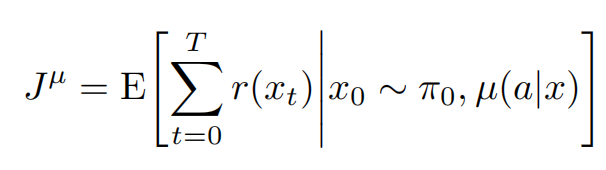 J^μ = E[∑_{t=0}^{T} r(x_t) | x_0 ∼ π_0, μ(a|x)]